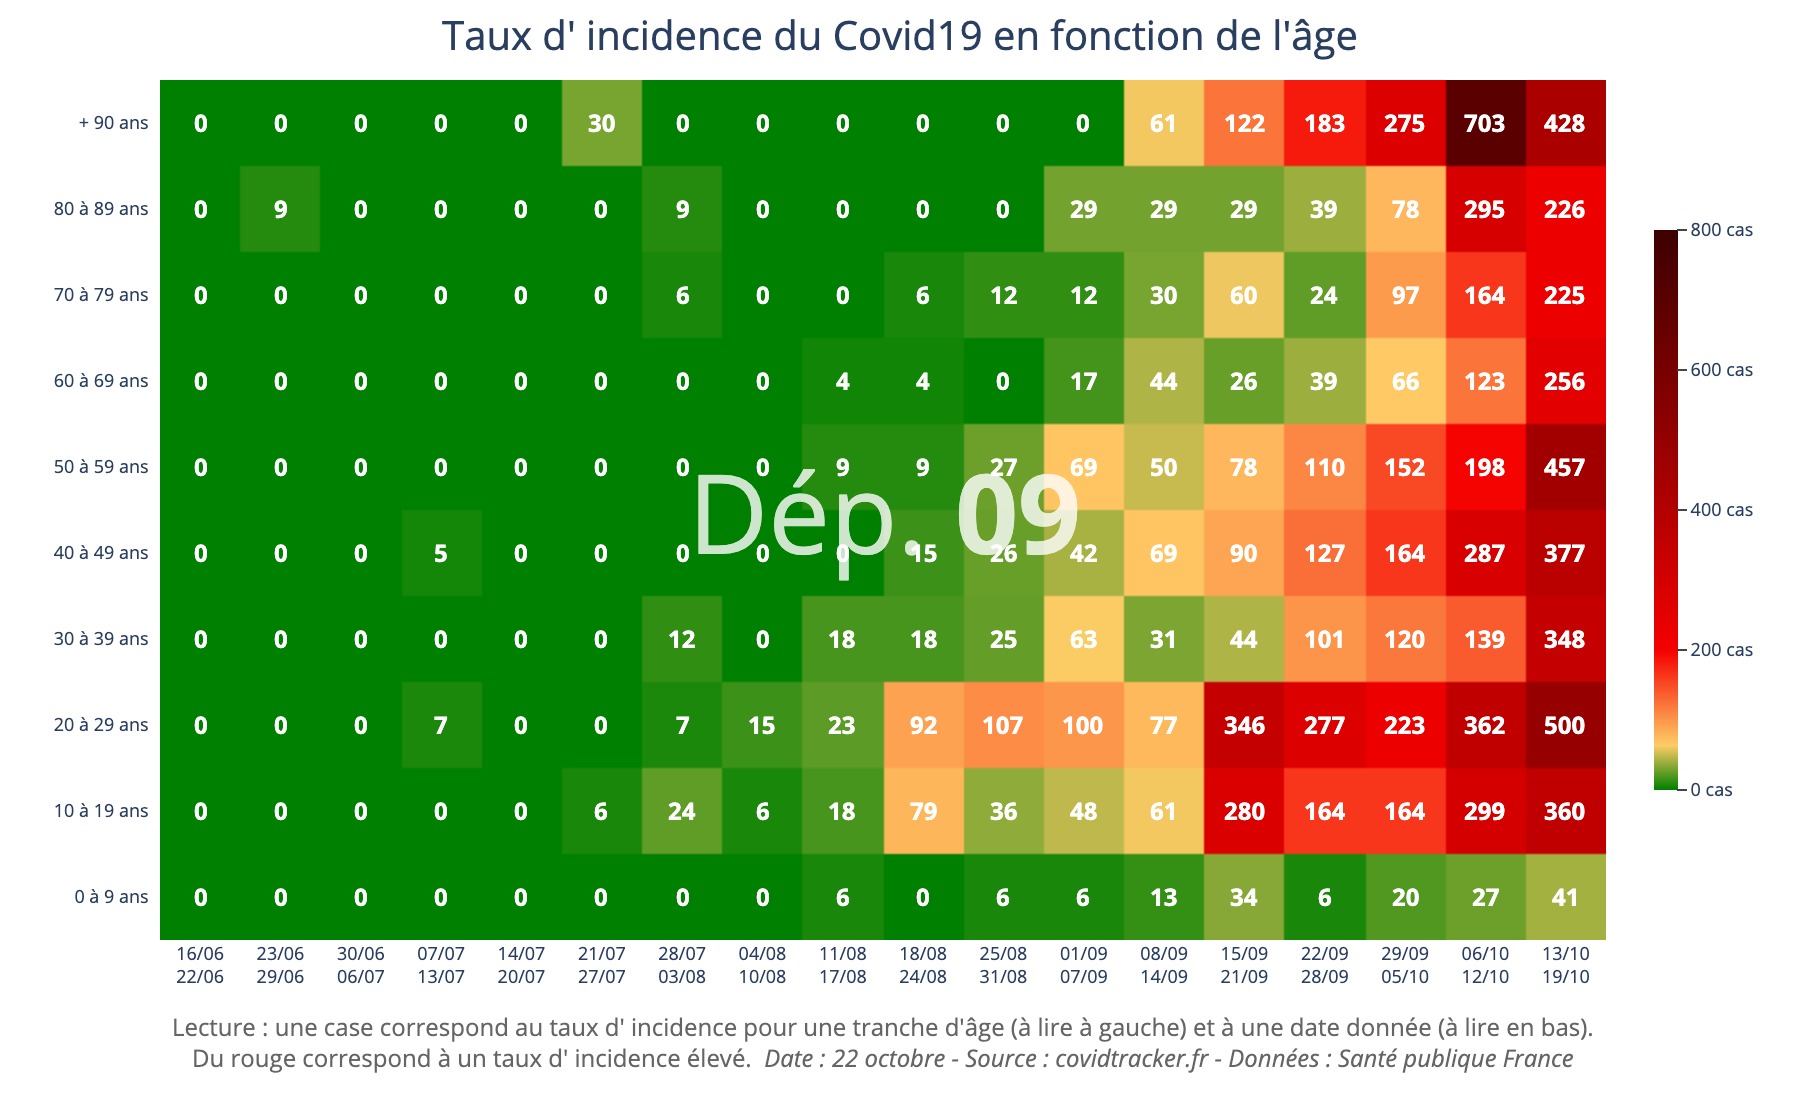 Taux d' incidence du Covid19 en fonction de l'âge
+ 90 ans 0 0 0 0 0 30 0 0 0 0 0 0 61 122 183 275 703 428
80 à 89 ans 0 9 0 0 0 0 9 0 0 0 0 29 29 29 39 78 295 226
800 cas
70 à 79 ans 0 0 0 0 0 0 6 0 0 6 12 12 30 60 24 97 164 225
600 cas
60 à 69 ans 0 0 0 0 0 0 0 0 4 4 0 17 44 26 39 66 123 256
50 à 59 ans 0 0 0 0 0 0 0 0 9 9 27 69 50 78 110 152 198 457
Dép. 09
400 cas
40 à 49 ans 0 0 0 5 0 0 0 0 0 15 26 42 69 90 127 164 287 377
30 à 39 ans 0 0 0 0 0 0 12 0 18 18 25 63 31 44 101 120 139 348
200 cas
20 à 29 ans 0 0 0 7 0 0 7 15 23 92 107 100 77 346 277 223 362 500
0 cas
10 à 19 ans 0 0 0 0 0 6 24 6 18 79 36 48 61 280 164 164 299 360
0 à 9 ans 0 0 0 0 0 0 0 0 6 0 6 6 13 34 6 20 27 41
16/06 23/06 30/06 07/07 14/07 21/07 28/07 04/08 11/08 18/08 25/08 01/09 08/09 15/09 22/09 29/09 06/10 13/10
22/06 29/06 06/07 13/07 20/07 27/07 03/08 10/08 17/08 24/08 31/08 07/09 14/09 21/09 28/09 05/10 12/10 19/10
Lecture : une case correspond au taux d' incidence pour une tranche d'âge (à lire à gauche) et à une date donnée (à lire en bas).
Du rouge correspond à un taux d' incidence élevé. Date : 22 octobre - Source : covidtracker.fr - Données : Santé publique France